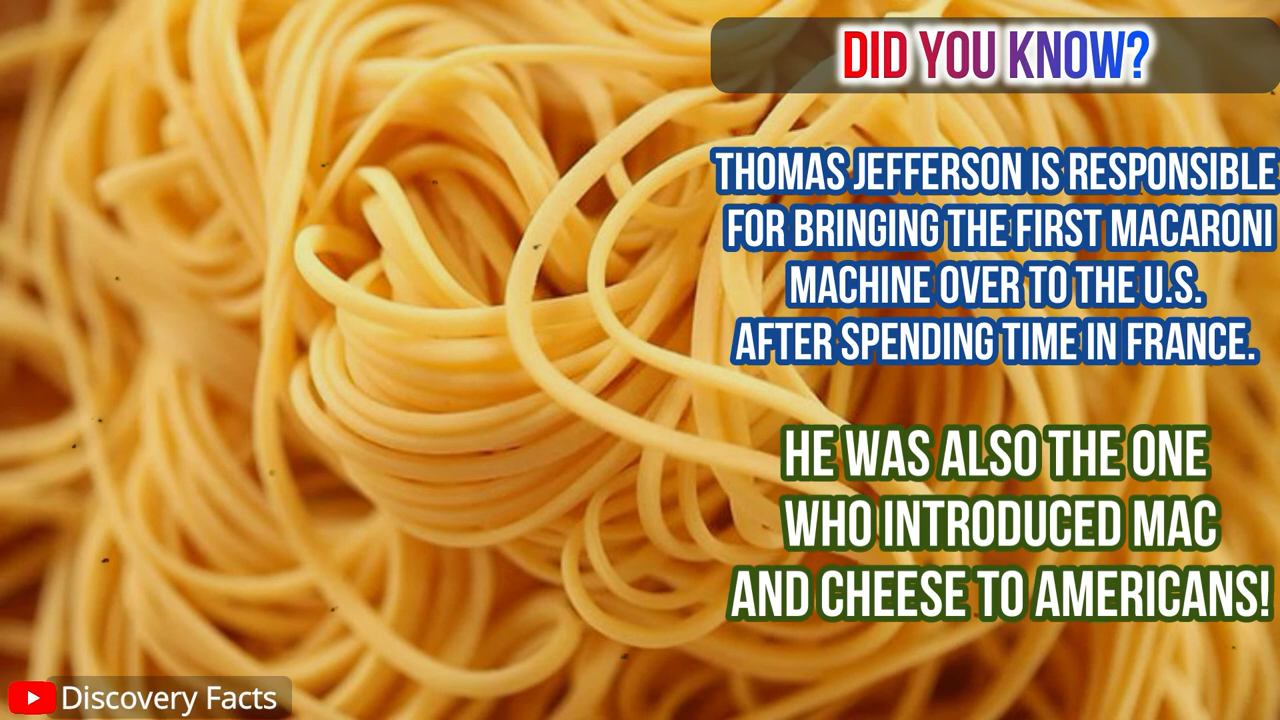 DID YOU KNOW?
THOMAS JEFFERSON IS RESPONSIBLE
FOR BRINGING THE FIRST MACARONI
MACHINE OVER TO THE U.S.
AFTER SPENDING TIME IN FRANCE.
HE WAS ALSO THE ONE
WHO INTRODUCED MAC
AND CHEESE TO AMERICANS!
Discovery Facts